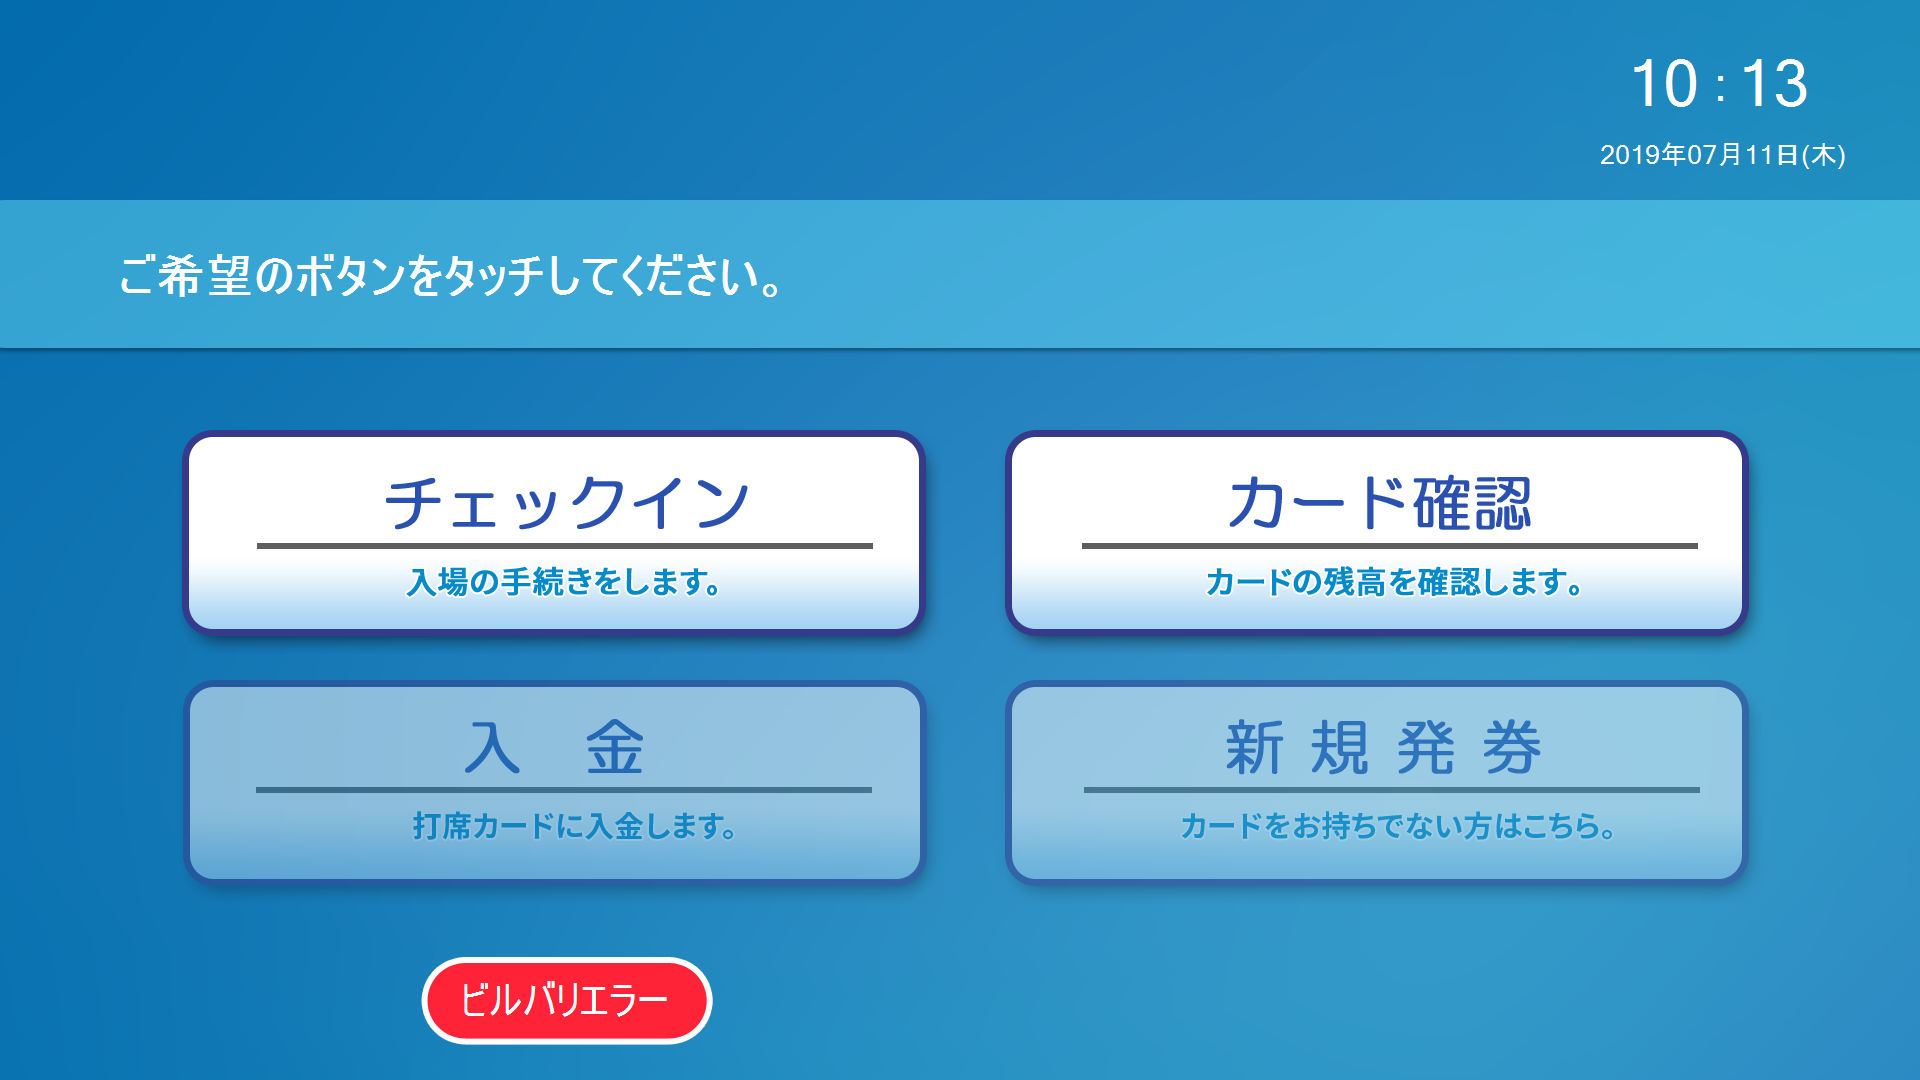 10:13
2019年07月11日(木)
ご希望のボタンをタッチしてください。
チェックイン
入場の手続きをします。
カード確認
カードの残高を確認します。
入 金
打席カードに入金します。
新規発券
カードをお持ちでない方はこちら。
ビルバリエラー